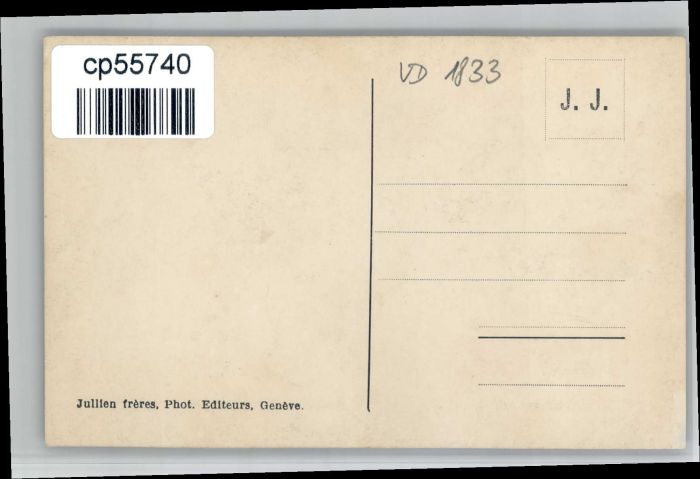 cp55740
VD 1833
J. J.
Jullien frères, Phot. Editeurs, Genève.